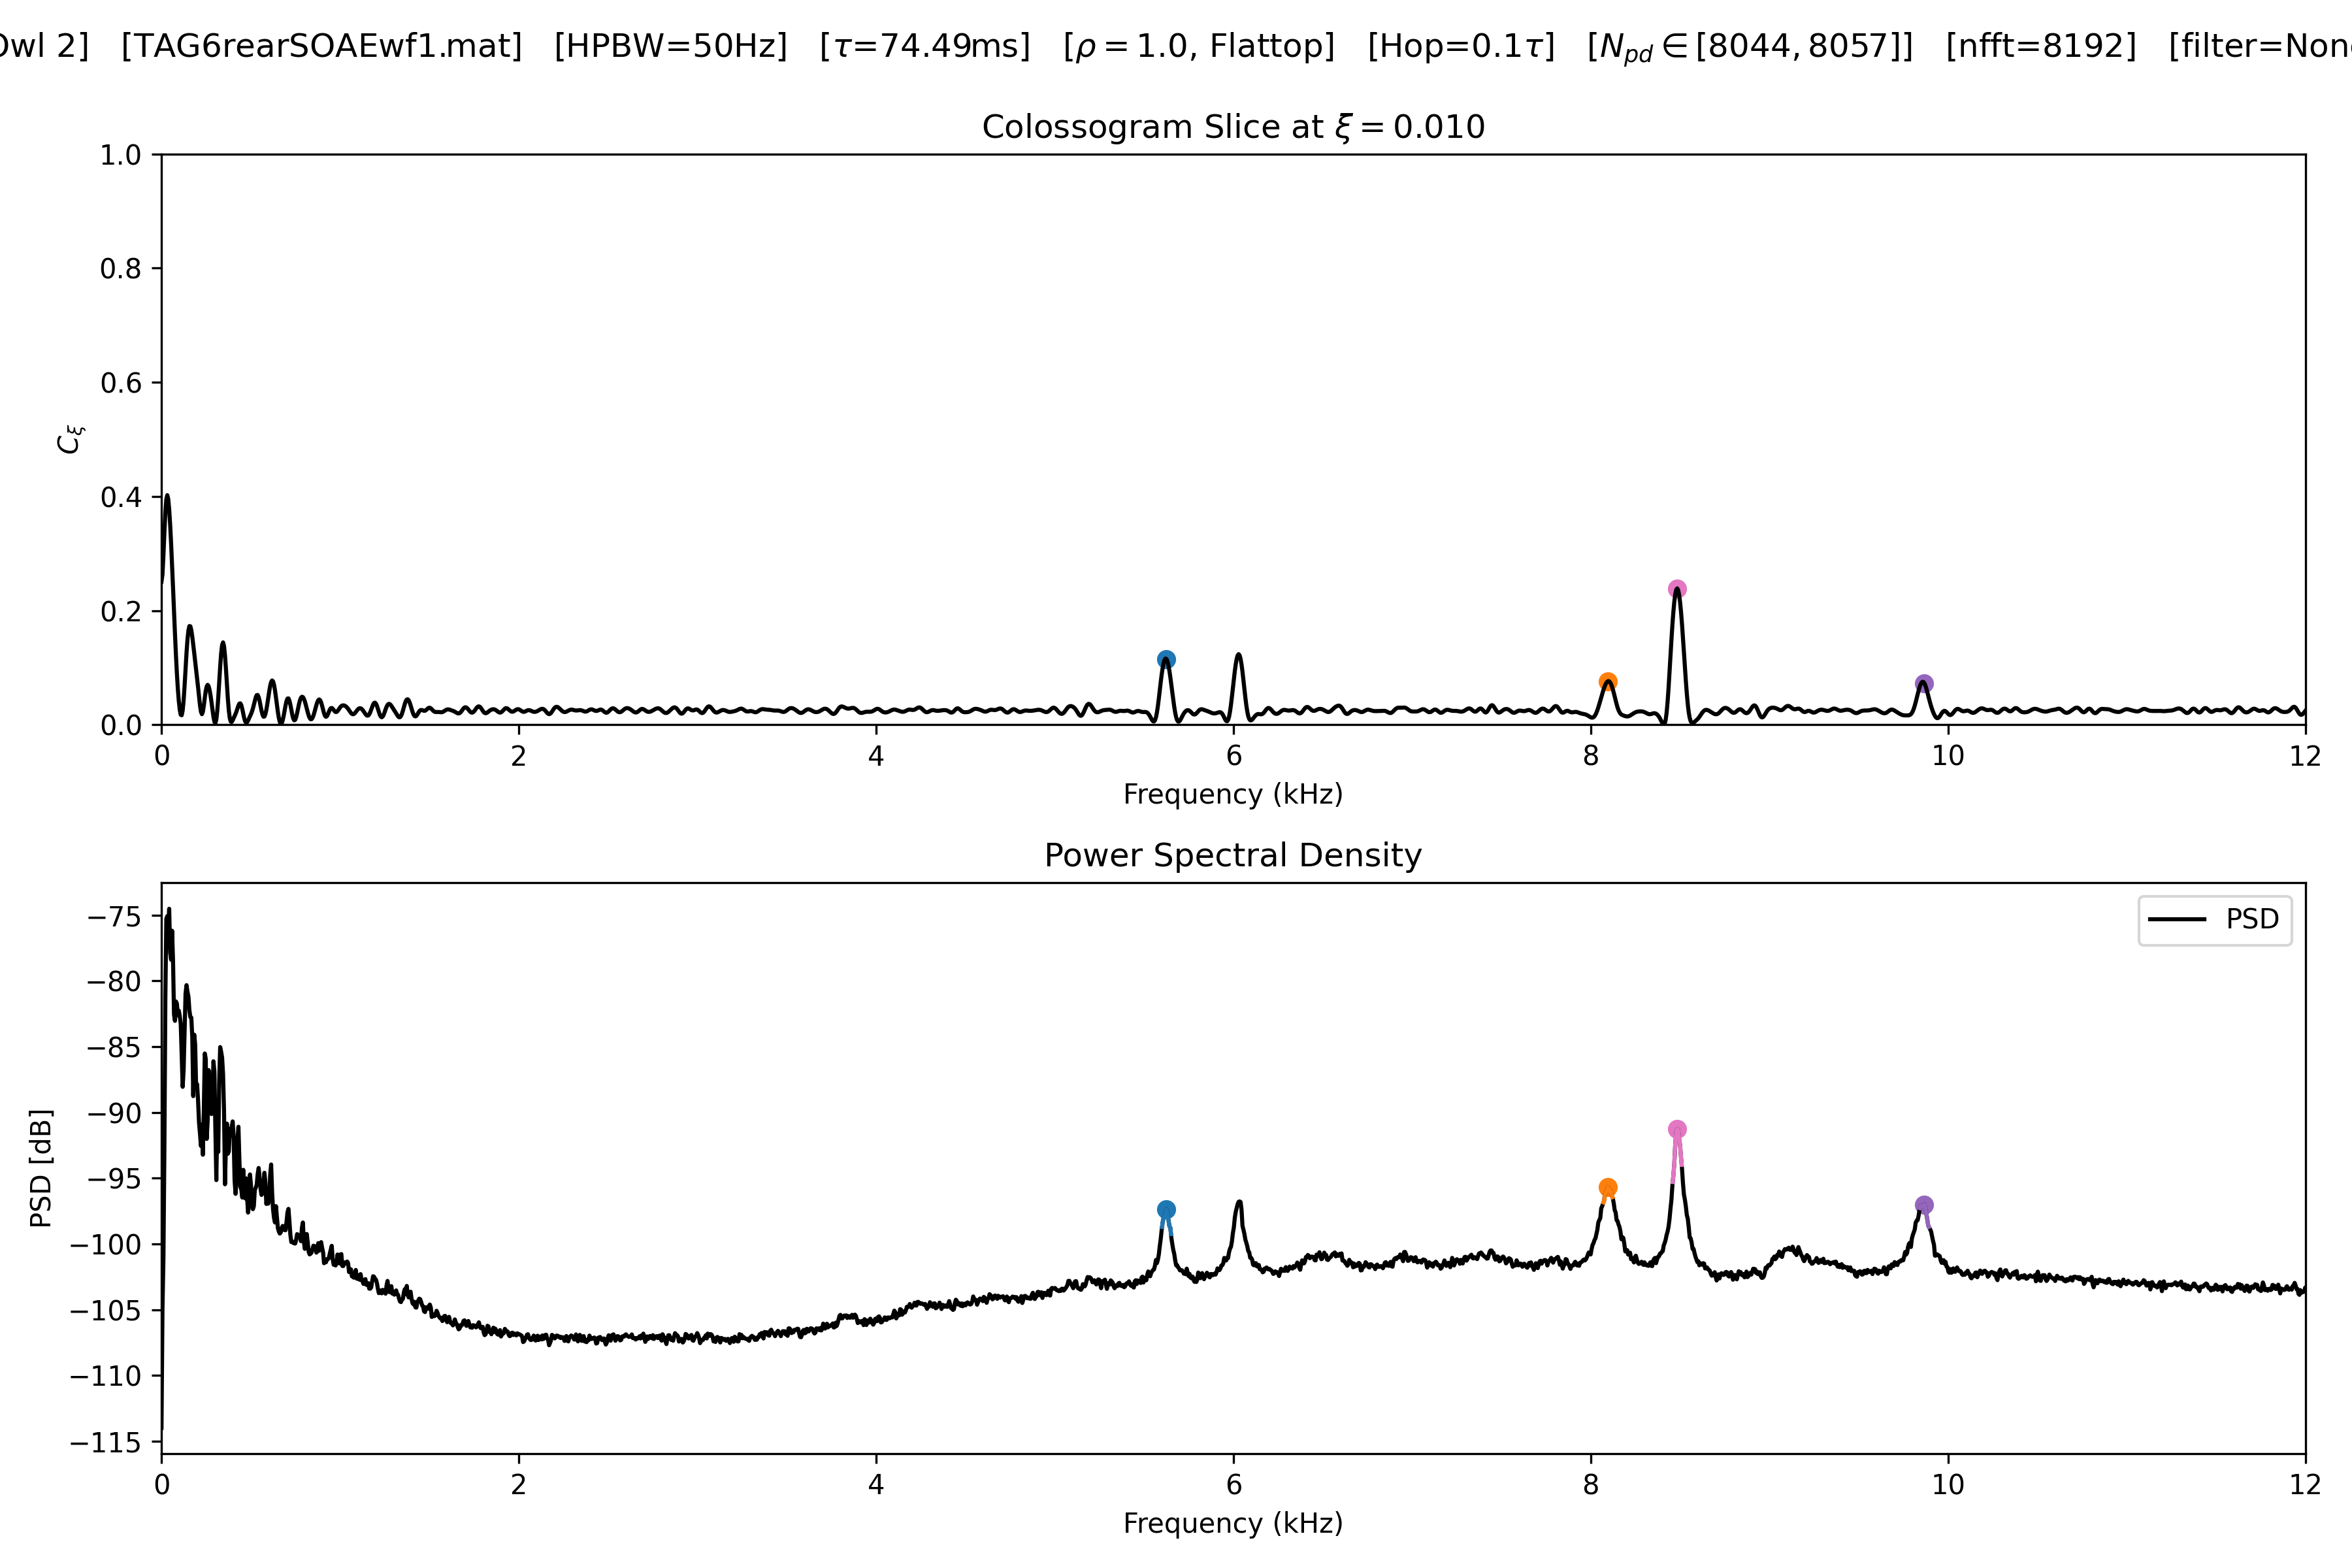 2] [TAG6rearSOAEwf1.mat] [HPBW=50Hz] [τ=74.49ms] [ρ = 1.0, Flattop] [Hop=0.1τ] [N_pd ∈ [8044, 8057]] [nfft=8192]
Colossogram Slice at ξ = 0.010
1.0
0.8
0.6
0.4
0.2
0.0
C_ξ
0 2 4 6 8 10 12
Frequency (kHz)
Power Spectral Density
PSD
−75
−80
−85
−90
−95
−100
−105
−110
−115
PSD [dB]
0 2 4 6 8 10 12
Frequency (kHz)